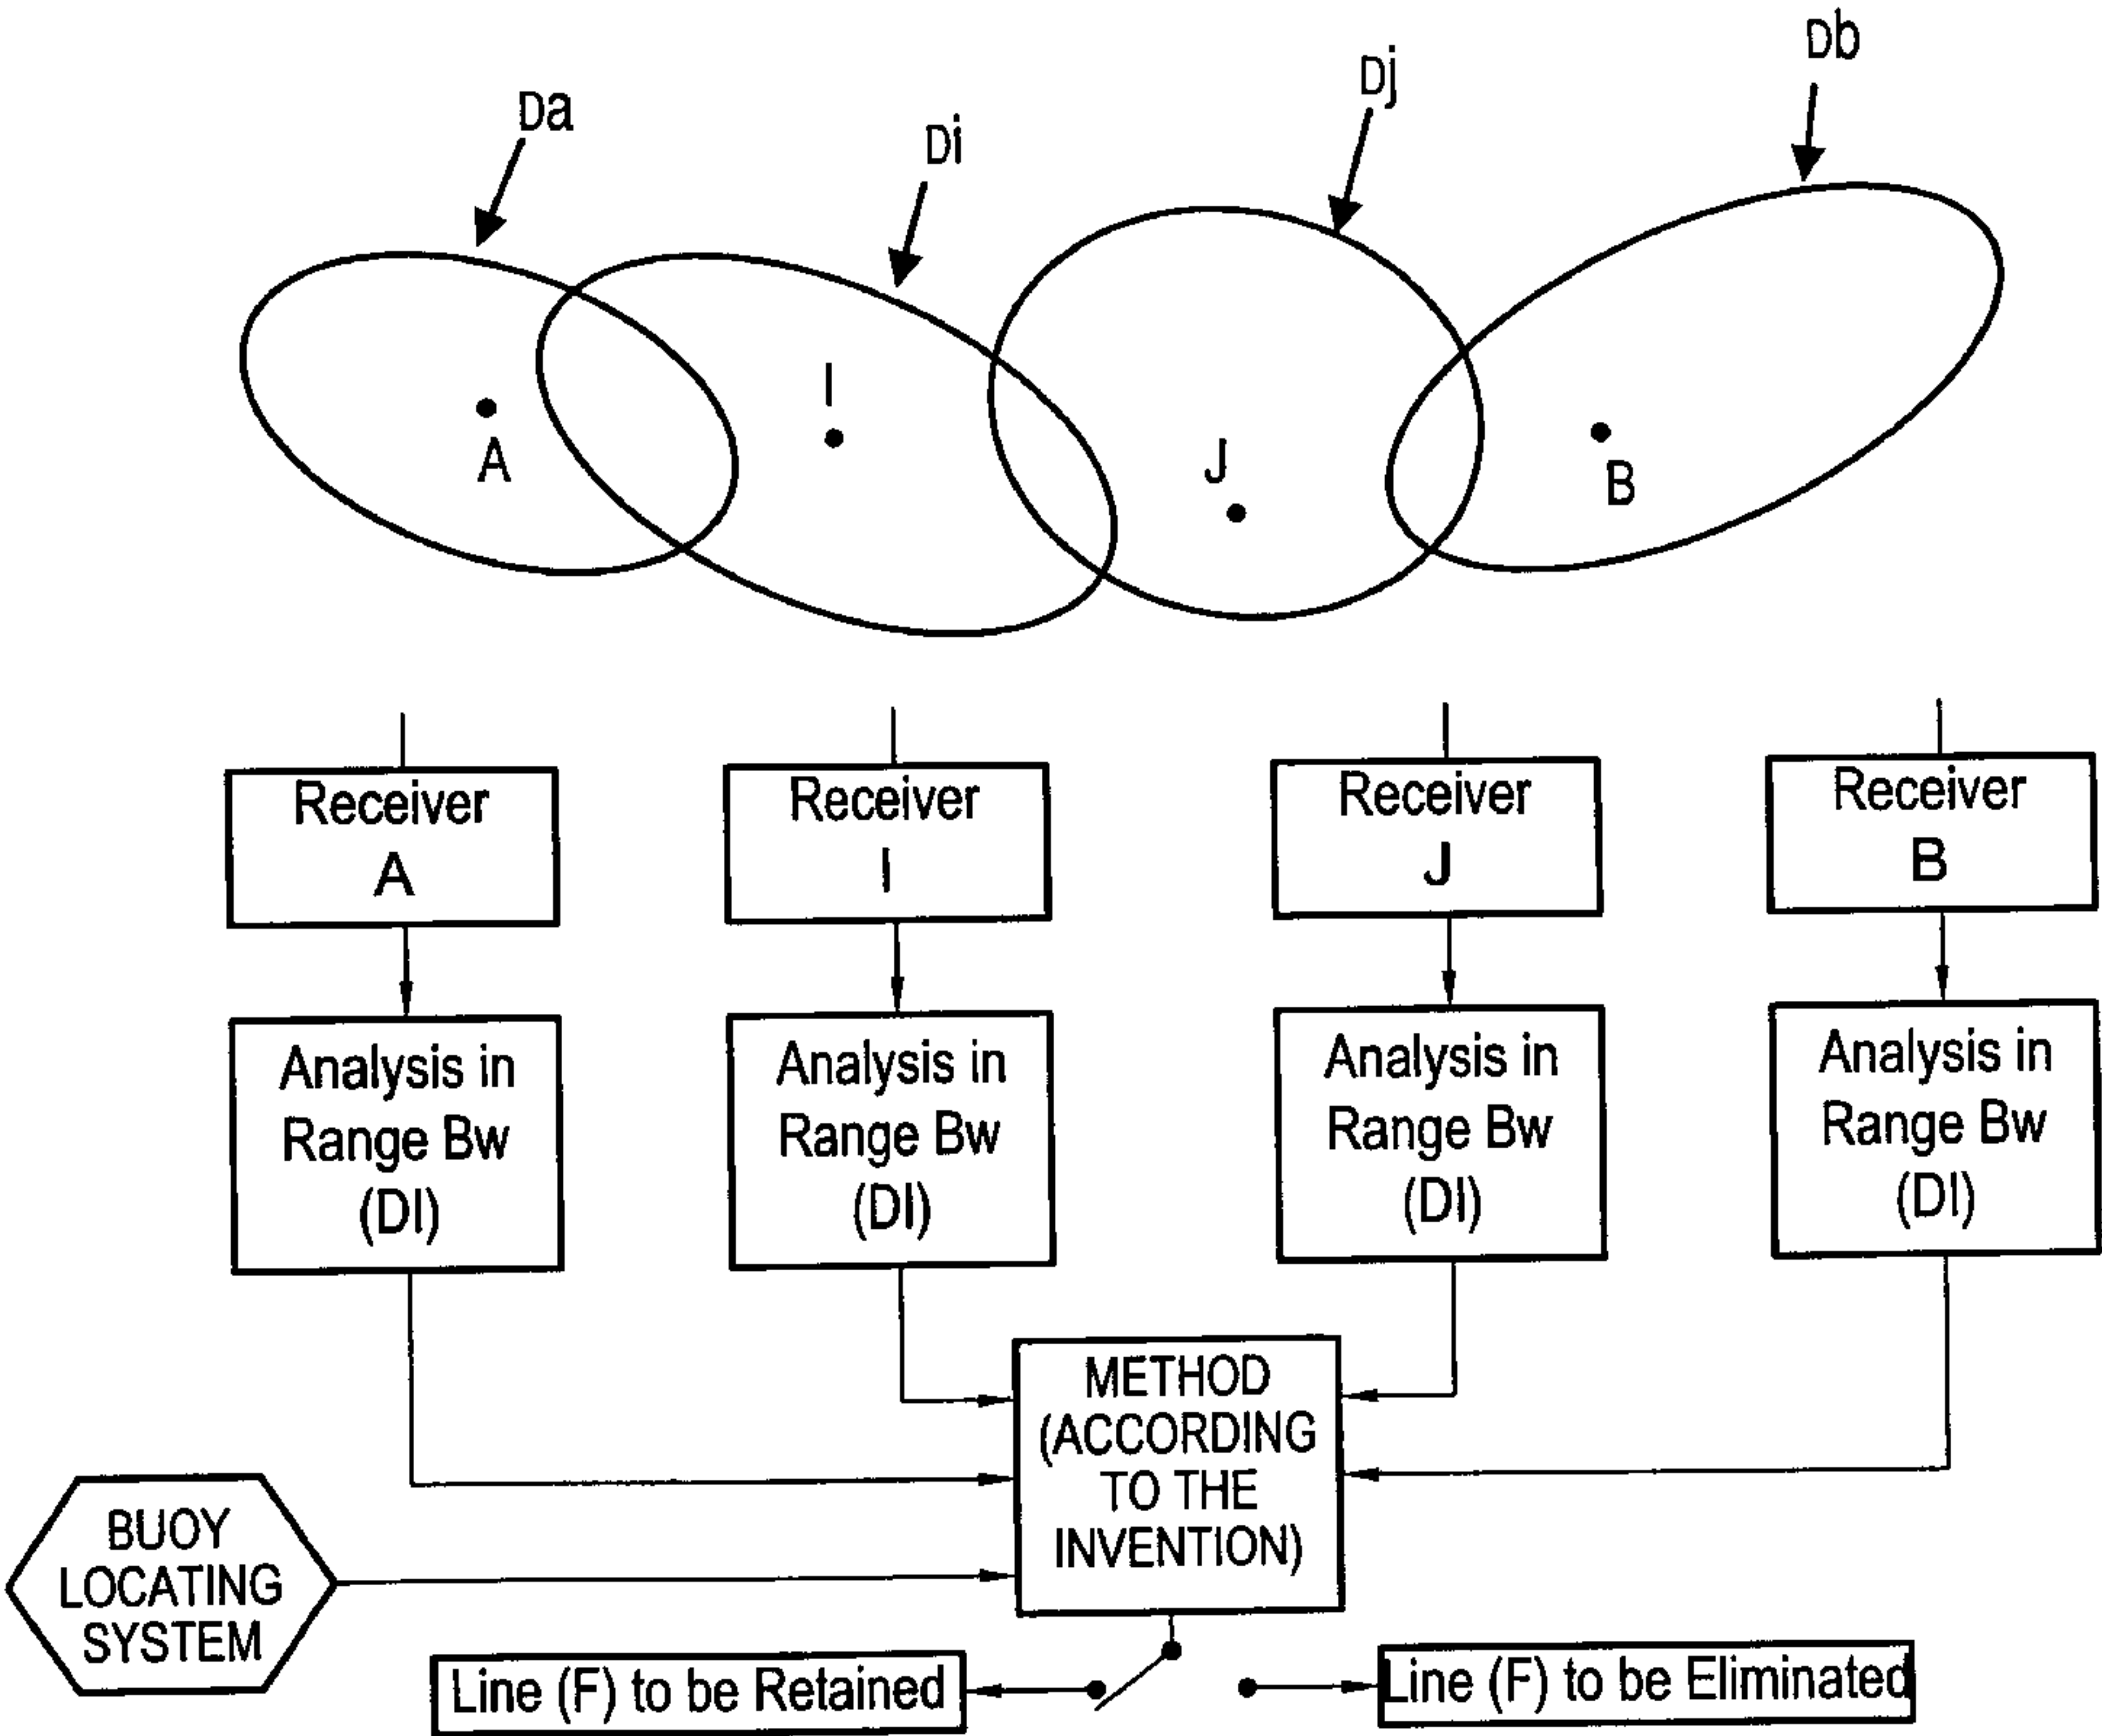 Db
Dj
Da
Di
I
A
J
B
Receiver
A
Receiver
I
Receiver
J
Receiver
B
Analysis in
Range Bw
(DI)
Analysis in
Range Bw
(DI)
Analysis in
Range Bw
(DI)
Analysis in
Range Bw
(DI)
METHOD
(ACCORDING
TO THE
INVENTION)
BUOY
LOCATING
SYSTEM
Line (F) to be Retained
Line (F) to be Eliminated